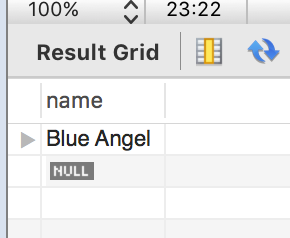 100% 23:22
Result Grid
name
Blue Angel
NULL